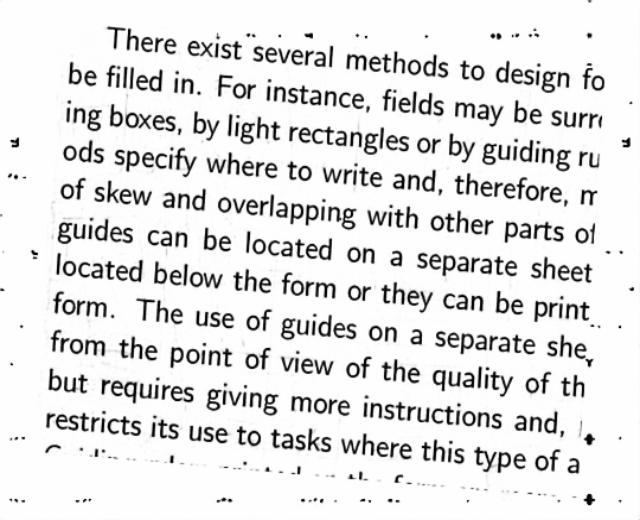 There exist several methods to design fo
be filled in. For instance, fields may be surr
ing boxes, by light rectangles or by guiding ru
ods specify where to write and, therefore, m
of skew and overlapping with other parts of
guides can be located on a separate sheet
located below the form or they can be print
form. The use of guides on a separate she
from the point of view of the quality of th
but requires giving more instructions and,
restricts its use to tasks where this type of a